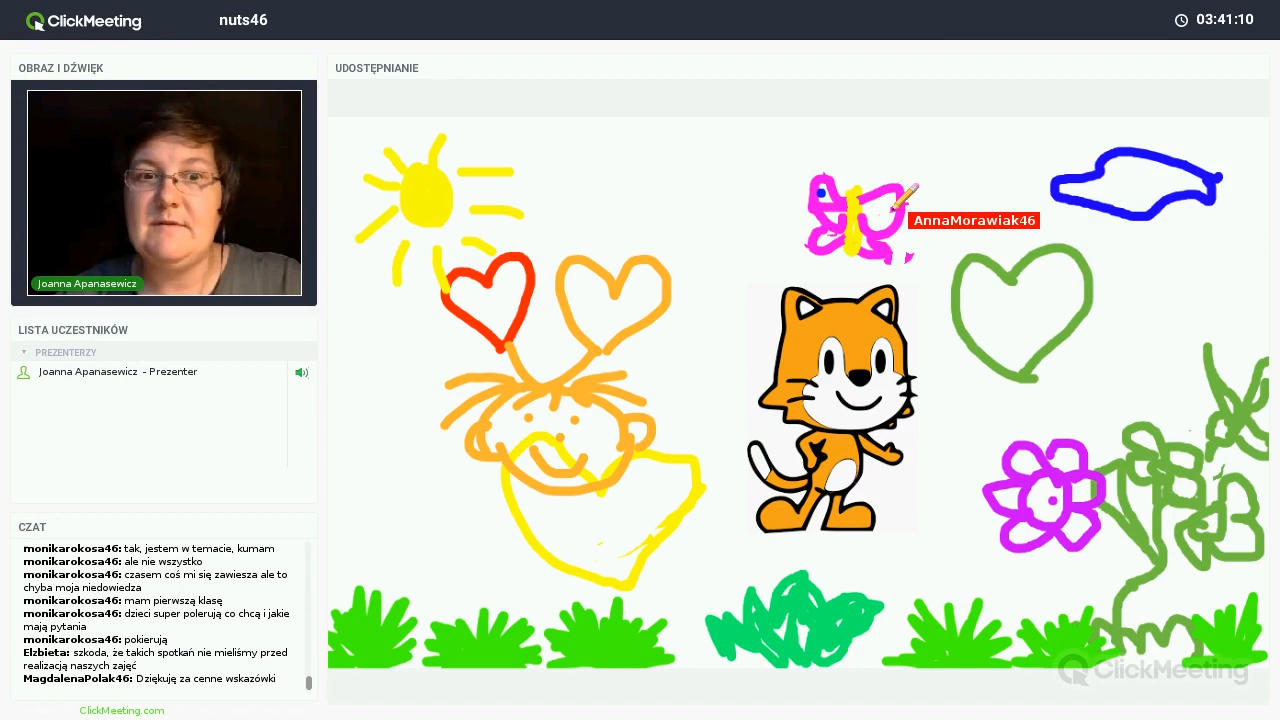 ClickMeeting
nuts46
03:41:10
OBRAZ I DŹWIĘK
Joanna Apanasewicz
LISTA UCZESTNIKÓW
PREZENTERZY
Joanna Apanasewicz - Prezenter
CZAT
monikarokosa46: tak, jestem w temacie, kumam
monikarokosa46: ale nie wszystko
monikarokosa46: czasem coś mi się zawiesza ale to
chyba moja niedowiedza
monikarokosa46: mam pierwszą klasę
monikarokosa46: dzieci super polerują co chcą i jakie
mają pytania
monikarokosa46: pokierują
Elzbieta: szkoda, że takich spotkań nie mieliśmy przed
realizacją naszych zajęć
MagdalenaPolak46: Dziękuję za cenne wskazówki
ClickMeeting.com
UDOSTĘPNIANIE
AnnaMorawiak46
ClickMeeting